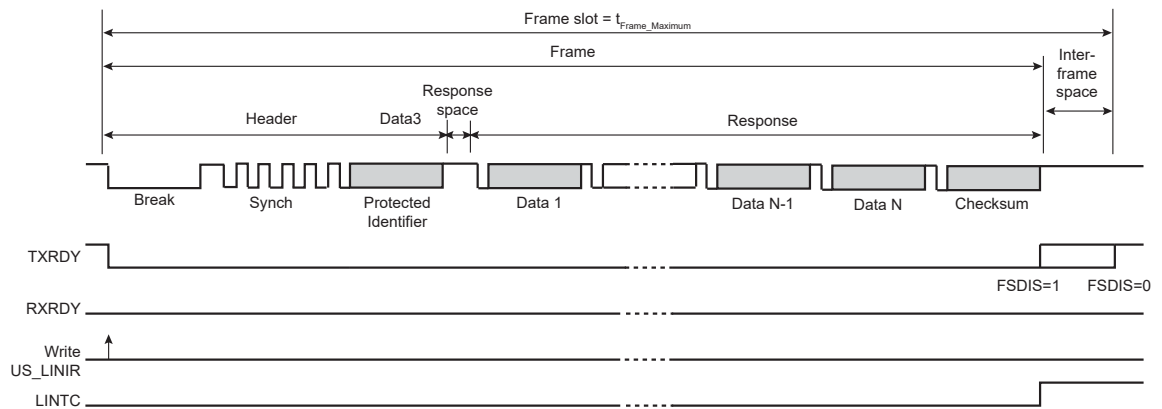 Frame slot = tFrame_Maximum
Frame
Inter-
frame
space
Response
space
Header
Data3
Response
Break
Synch
Protected
Identifier
Data 1
Data N-1
Data N
Checksum
TXRDY
FSDIS=1
FSDIS=0
RXRDY
Write
US_LINIR
LINTC